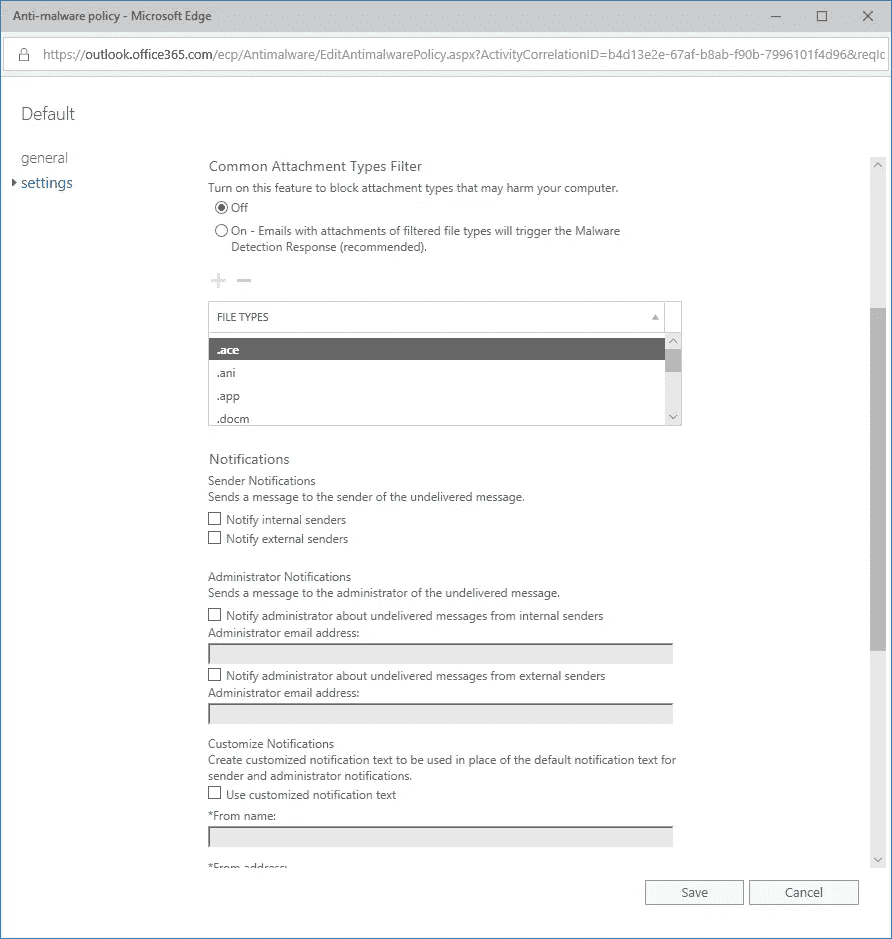 Anti-malware policy - Microsoft Edge
https://outlook.office365.com/ecp/Antimalware/EditAntimalwarePolicy.aspx?ActivityCorrelationID=b4d13e2e-67af-b8ab-f90b-7996101f4d96&reqIc
Default
general
settings
Common Attachment Types Filter
Turn on this feature to block attachment types that may harm your computer.
Off
On - Emails with attachments of filtered file types will trigger the Malware
Detection Response (recommended).
FILE TYPES
.ace
.ani
.app
.docm
Notifications
Sender Notifications
Sends a message to the sender of the undelivered message.
Notify internal senders
Notify external senders
Administrator Notifications
Sends a message to the administrator of the undelivered message.
Notify administrator about undelivered messages from internal senders
Administrator email address:
Notify administrator about undelivered messages from external senders
Administrator email address:
Customize Notifications
Create customized notification text to be used in place of the default notification text for
sender and administrator notifications.
Use customized notification text
*From name:
*From address:
Save
Cancel